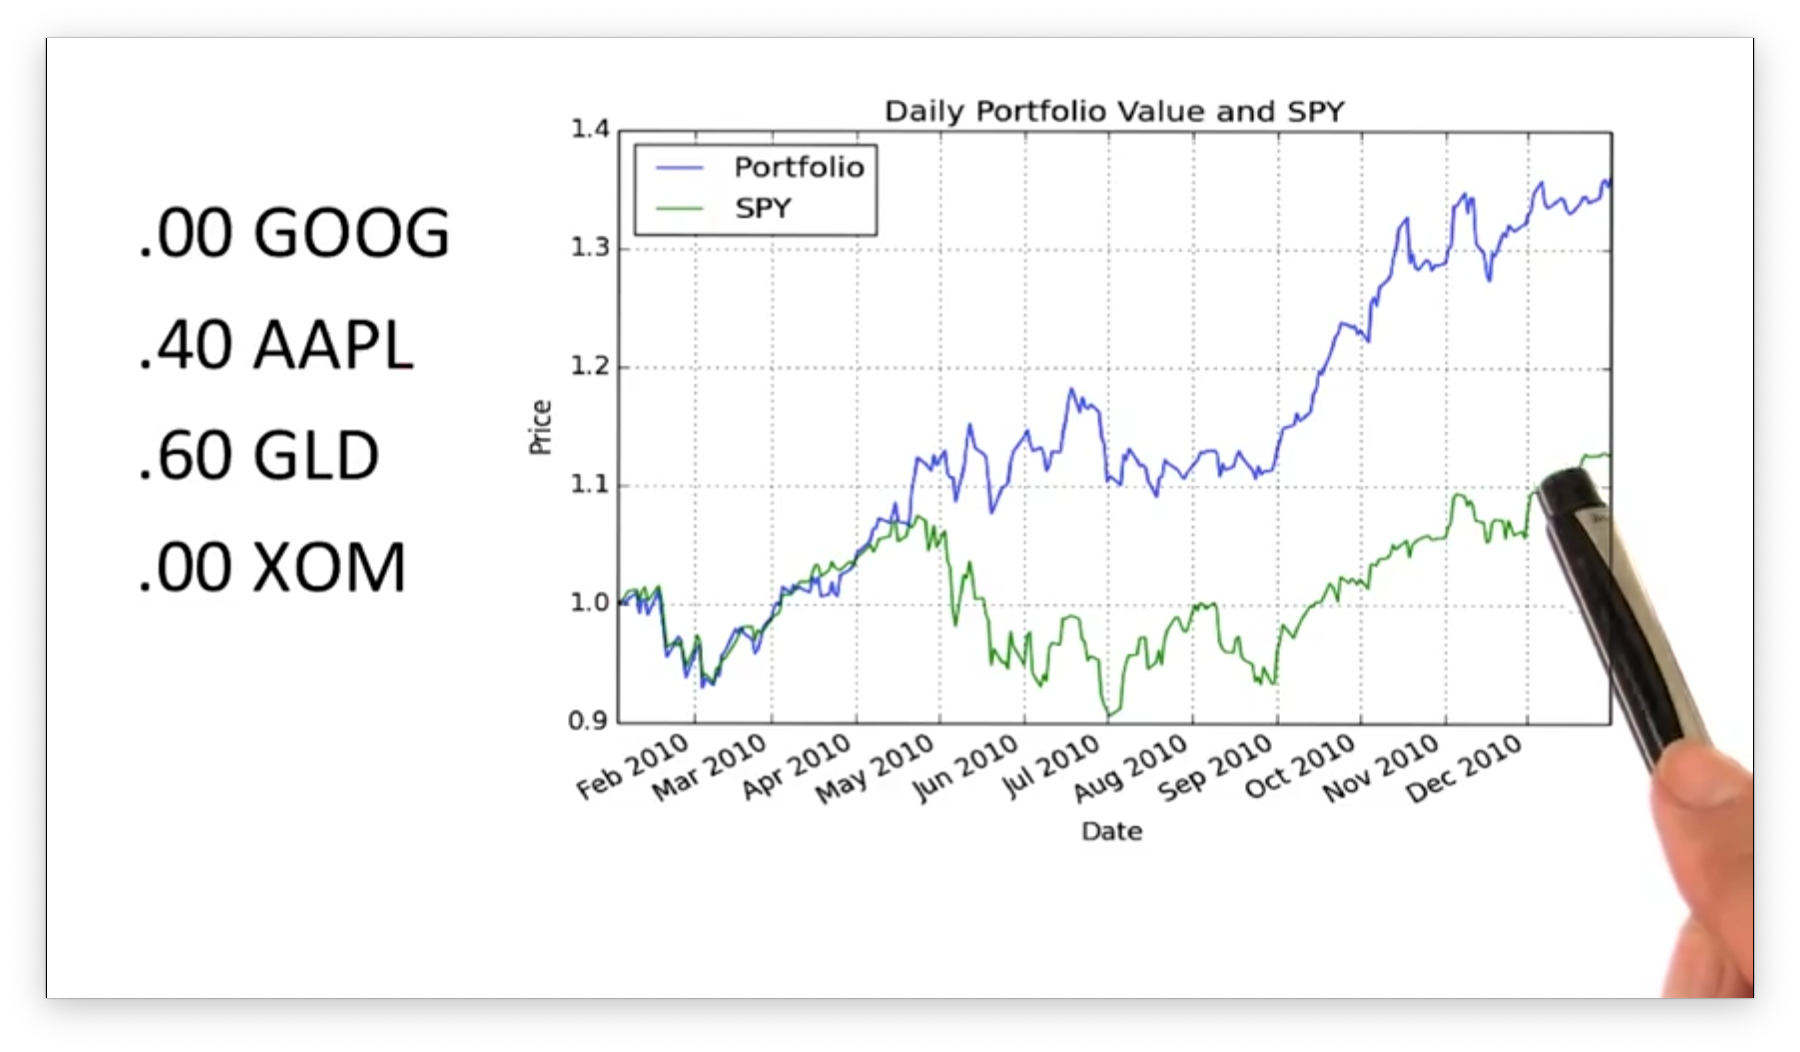 .00 GOOG
.40 AAPL
.60 GLD
.00 XOM
Daily Portfolio Value and SPY
Portfolio
SPY
1.4
1.3
1.2
1.1
1.0
0.9
Price
Feb 2010
Mar 2010
Apr 2010
May 2010
Jun 2010
Jul 2010
Aug 2010
Sep 2010
Oct 2010
Nov 2010
Dec 2010
Date